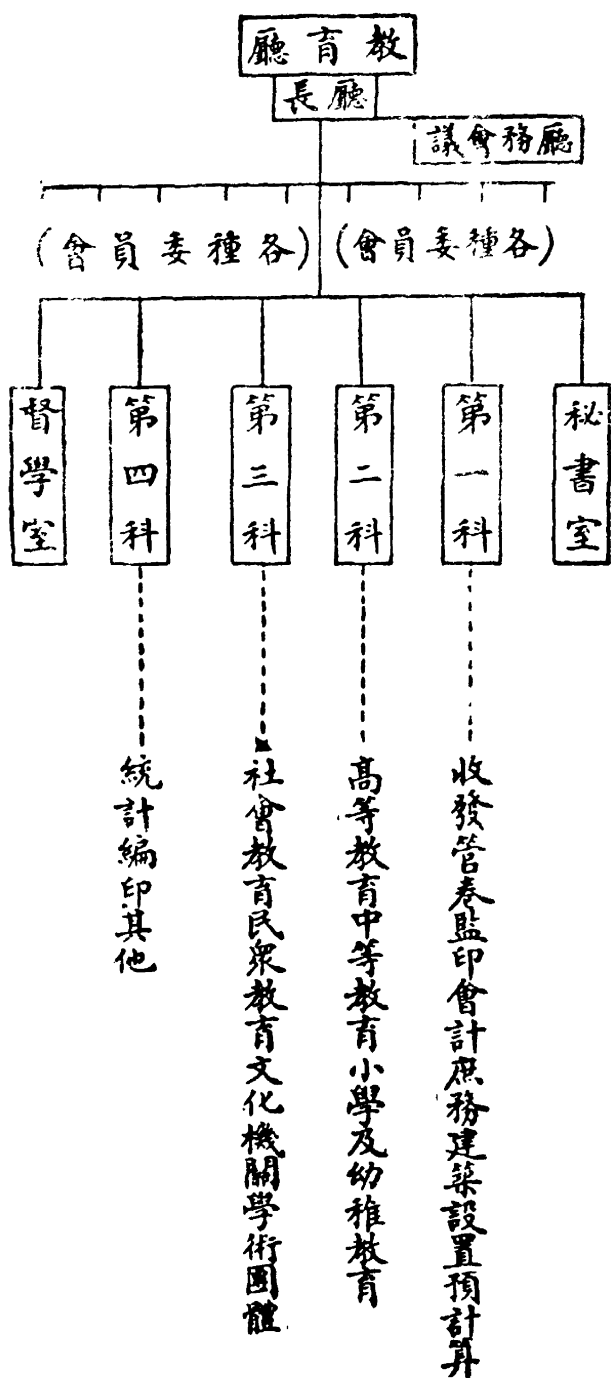 教育廳
廳長
廳務會議
(各種委員會)
(各種委員會)
秘書室
第一科
第二科
第三科
第四科
督學室
收發管卷監印會計庶務建築設置預計算
高等教育中等教育小學及幼稚教育
社會教育民衆教育文化機關學術團體
統計編印其他